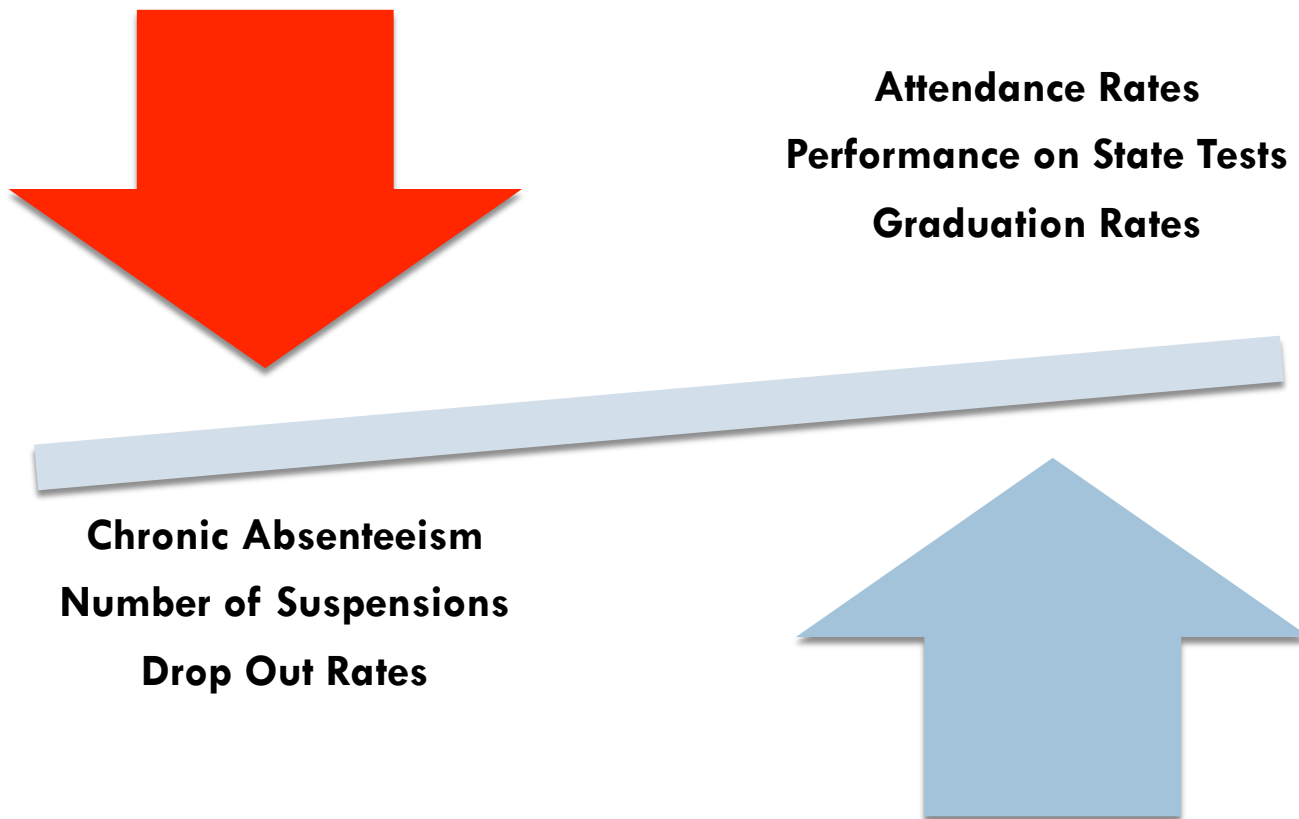 Attendance Rates
Performance on State Tests
Graduation Rates
Chronic Absenteeism
Number of Suspensions
Drop Out Rates